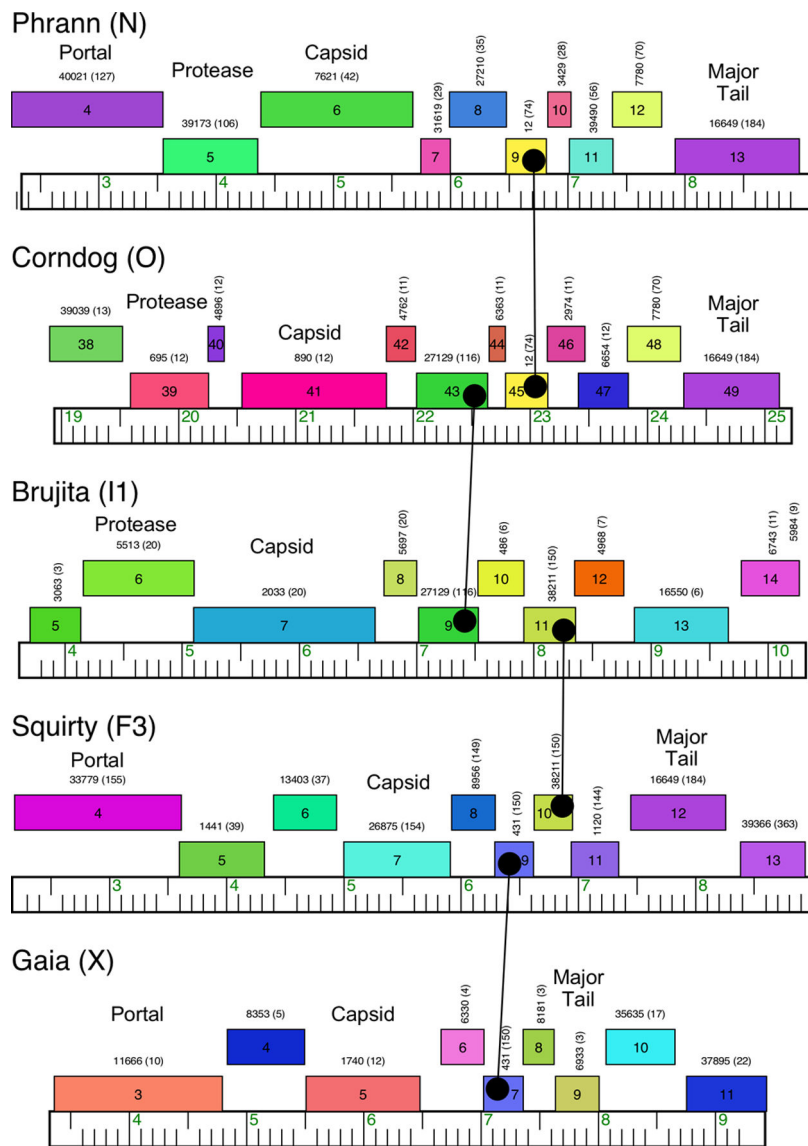 Phrann (N)
Portal
Protease
Capsid
Major
Tail
40021 (127)
39173 (106)
7621 (42)
31619 (29)
27210 (35)
12 (74)
3429 (28)
39490 (56)
7780 (70)
16649 (184)
4 5 6 7 8 9 10 11 12 13
3 4 5 6 7 8
Corndog (O)
Protease
Capsid
Major
Tail
39039 (13)
695 (12)
4896 (12)
890 (12)
4762 (11)
27129 (116)
6363 (11)
12 (74)
2974 (11)
6654 (12)
7780 (70)
16649 (184)
38 39 40 41 42 43 44 45 46 47 48 49
19 20 21 22 23 24 25
Brujita (I1)
Protease
Capsid
3063 (3)
5513 (20)
2033 (20)
5697 (20)
27129 (116)
486 (6)
38211 (150)
4968 (7)
16550 (6)
6743 (11)
5984 (9)
5 6 7 8 9 10 11 12 13 14
4 5 6 7 8 9 10
Squirty (F3)
Portal
Capsid
Major
Tail
33779 (155)
1441 (39)
13403 (37)
26875 (154)
8956 (149)
431 (150)
38211 (150)
1120 (144)
16649 (184)
39366 (363)
4 5 6 7 8 9 10 11 12 13
3 4 5 6 7 8
Gaia (X)
Portal
Capsid
Major
Tail
11666 (10)
8353 (5)
1740 (12)
6330 (4)
431 (150)
8181 (3)
6933 (3)
35635 (17)
37895 (22)
3 4 5 6 7 8 9 10 11
4 5 6 7 8 9